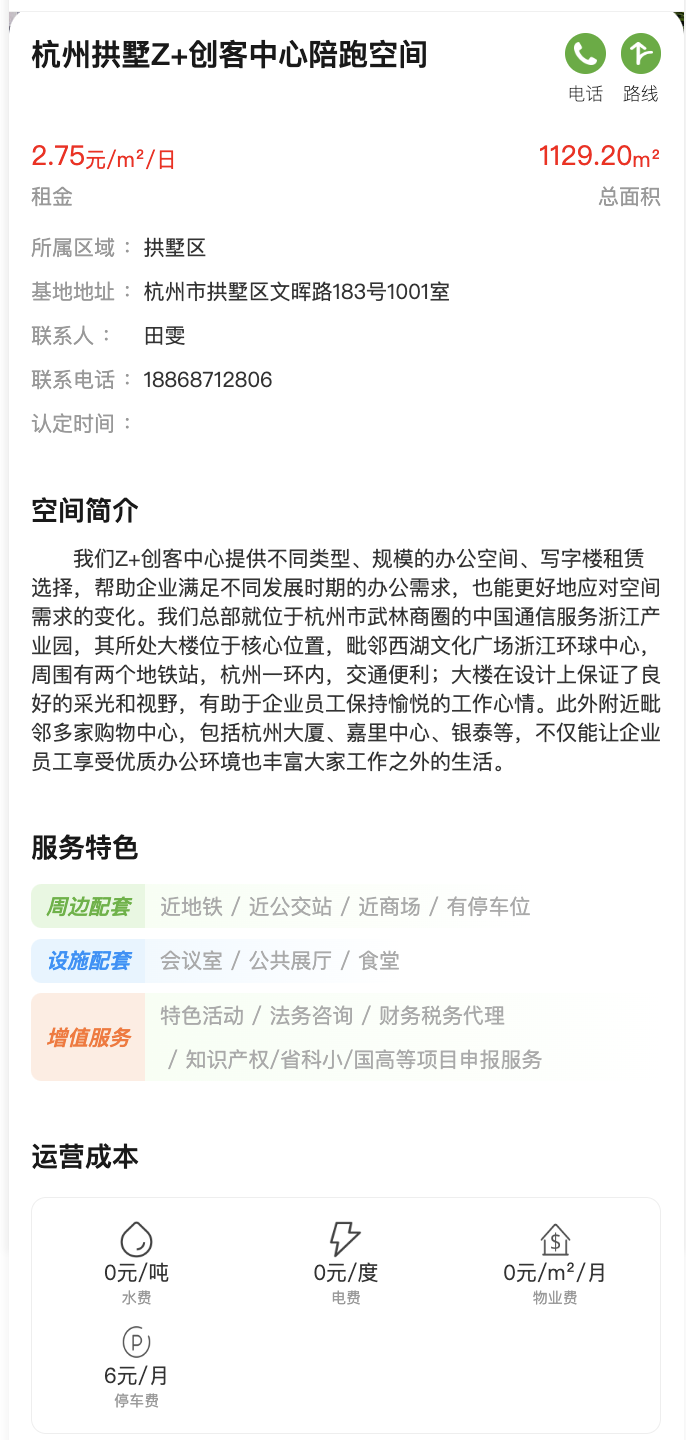 杭州拱墅Z+创客中心陪跑空间
电话
路线
2.75元/m²/日
1129.20m²
租金
总面积
所属区域： 拱墅区
基地地址： 杭州市拱墅区文晖路183号1001室
联系人： 田雯
联系电话： 18868712806
认定时间：
空间简介
我们Z+创客中心提供不同类型、规模的办公空间、写字楼租赁
选择，帮助企业满足不同发展时期的办公需求，也能更好地应对空间
需求的变化。我们总部就位于杭州市武林商圈的中国通信服务浙江产
业园，其所处大楼位于核心位置，毗邻西湖文化广场浙江环球中心，
周围有两个地铁站，杭州一环内，交通便利；大楼在设计上保证了良
好的采光和视野，有助于企业员工保持愉悦的工作心情。此外附近毗
邻多家购物中心，包括杭州大厦、嘉里中心、银泰等，不仅能让企业
员工享受优质办公环境也丰富大家工作之外的生活。
服务特色
周边配套 近地铁 / 近公交站 / 近商场 / 有停车位
设施配套 会议室 / 公共展厅 / 食堂
增值服务 特色活动 / 法务咨询 / 财务税务代理
/ 知识产权/省科小/国高等项目申报服务
运营成本
0元/吨
0元/度
0元/m²/月
水费
电费
物业费
6元/月
停车费